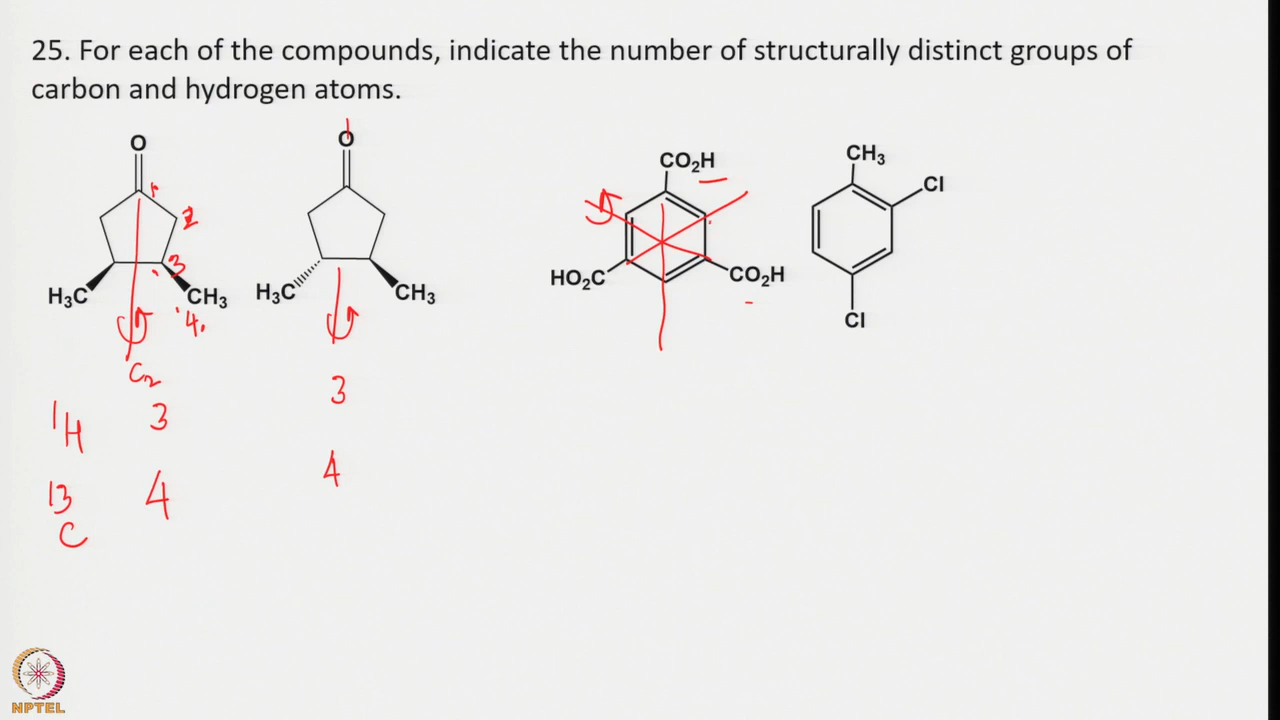 25. For each of the compounds, indicate the number of structurally distinct groups of
carbon and hydrogen atoms.
O
O
CO2H
CH3
Cl
1
2
3
H3C
CH3
H3C
CH3
HO2C
CO2H
4
Cl
C2
1H 3 3
13C 4 4
NPTEL